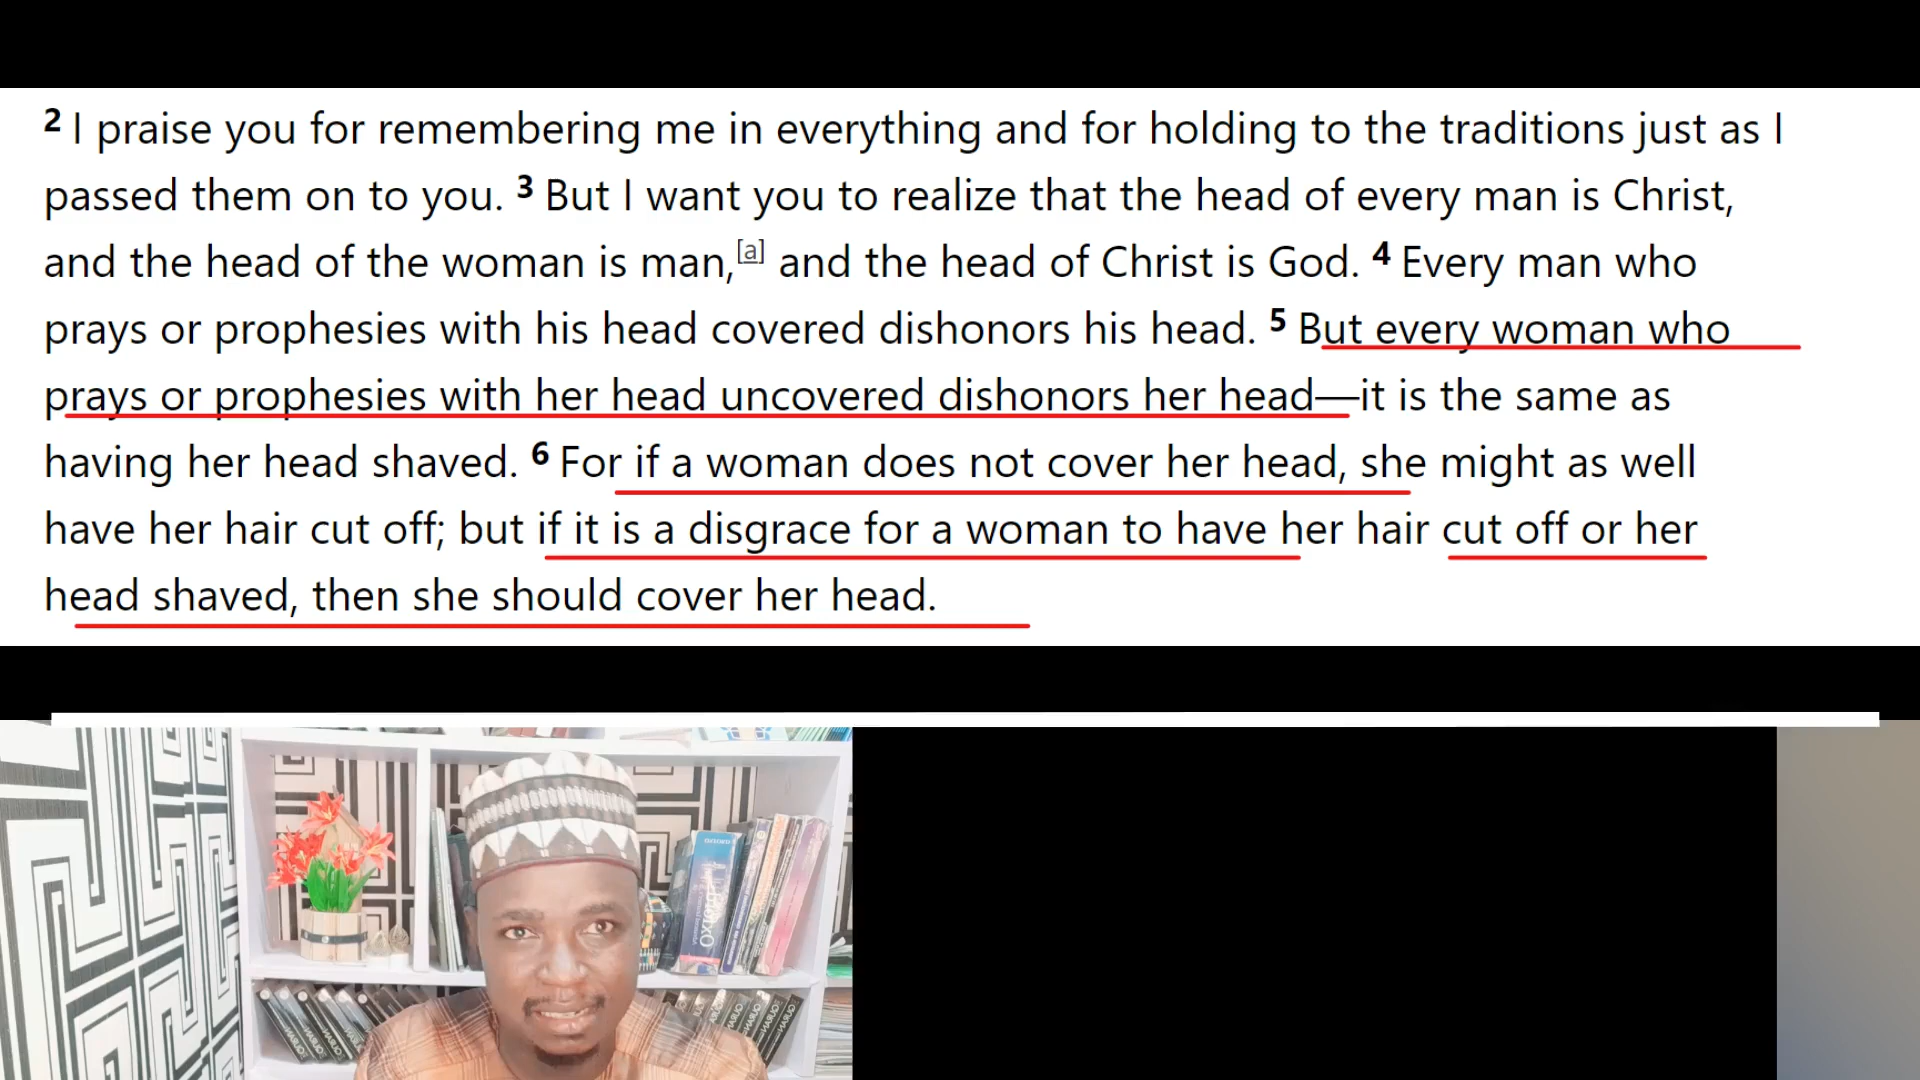 2 I praise you for remembering me in everything and for holding to the traditions just as I
passed them on to you. 3 But I want you to realize that the head of every man is Christ,
and the head of the woman is man,[a] and the head of Christ is God. 4 Every man who
prays or prophesies with his head covered dishonors his head. 5 But every woman who
prays or prophesies with her head uncovered dishonors her head—it is the same as
having her head shaved. 6 For if a woman does not cover her head, she might as well
have her hair cut off; but if it is a disgrace for a woman to have her hair cut off or her
head shaved, then she should cover her head.